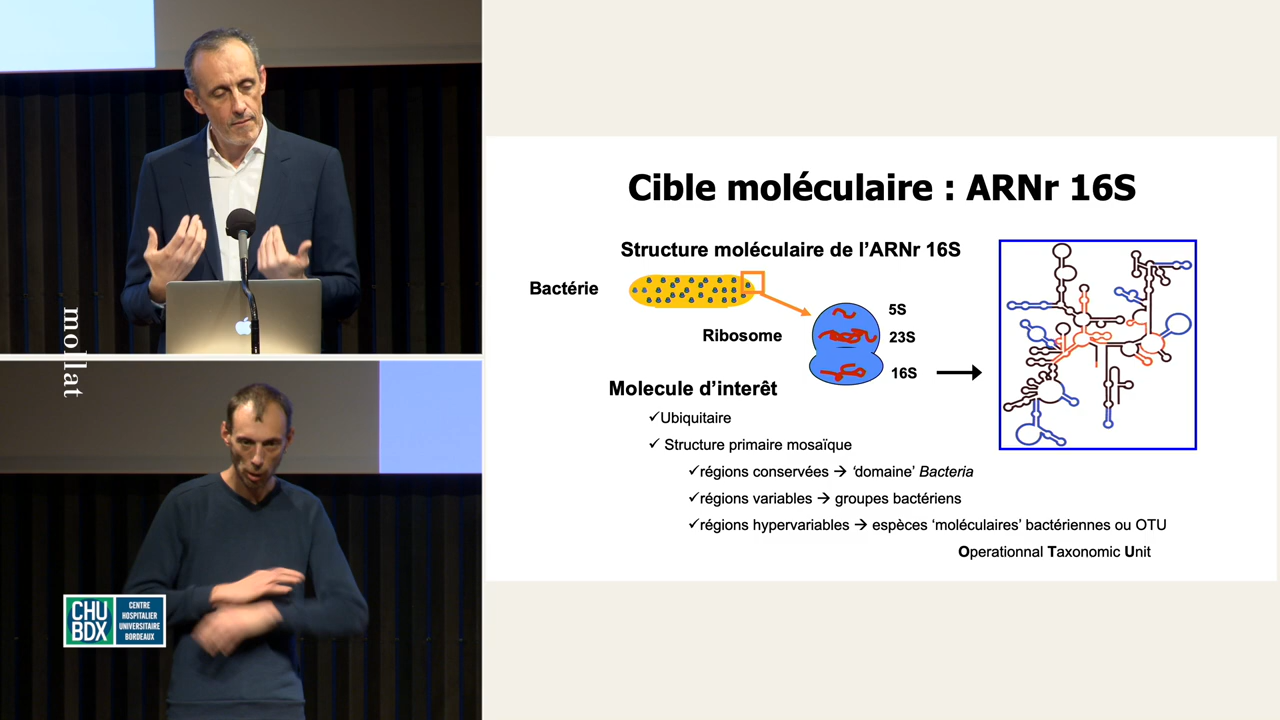 mollat
CHU
BDX
CENTRE
HOSPITALIER
UNIVERSITAIRE
BORDEAUX
Cible moléculaire : ARNr 16S
Structure moléculaire de l’ARNr 16S
Bactérie
Ribosome
5S
23S
16S
Molecule d’interêt
✓Ubiquitaire
✓ Structure primaire mosaïque
✓régions conservées → ‘domaine’ Bacteria
✓régions variables → groupes bactériens
✓régions hypervariables → espèces ‘moléculaires’ bactériennes ou OTU
Operationnal Taxonomic Unit